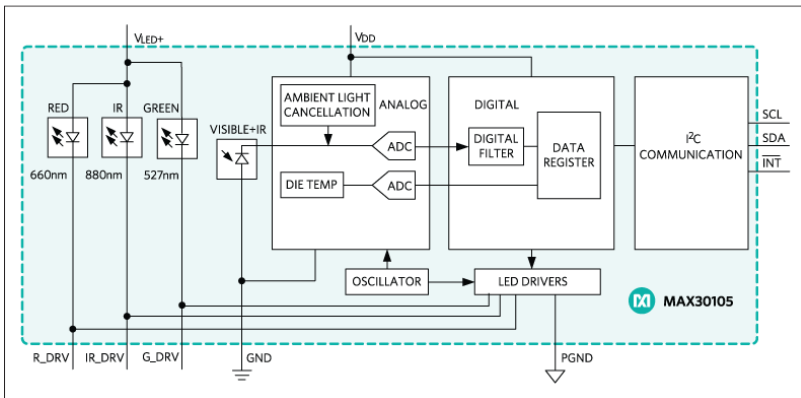 VLED+
VDD
RED
IR
GREEN
660nm
880nm
527nm
VISIBLE+IR
AMBIENT LIGHT
CANCELLATION
ANALOG
ADC
DIE TEMP
ADC
DIGITAL
DIGITAL
FILTER
DATA
REGISTER
I²C
COMMUNICATION
SCL
SDA
INT
OSCILLATOR
LED DRIVERS
MAX30105
R_DRV
IR_DRV
G_DRV
GND
PGND